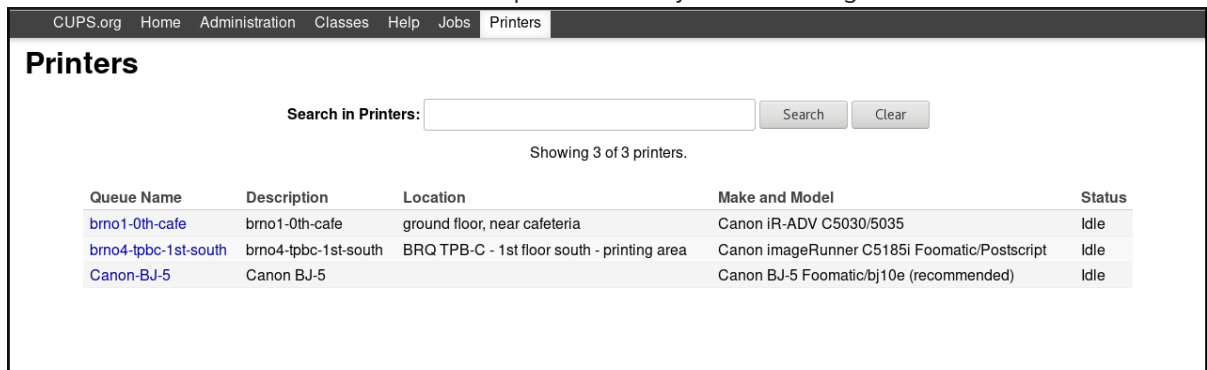 CUPS.org Home Administration Classes Help Jobs Printers
Printers
Search in Printers: Search Clear
Showing 3 of 3 printers.
Queue Name Description Location Make and Model Status
brno1-0th-cafe brno1-0th-cafe ground floor, near cafeteria Canon iR-ADV C5030/5035 Idle
brno4-tpbc-1st-south brno4-tpbc-1st-south BRQ TPB-C - 1st floor south - printing area Canon imageRunner C5185i Foomatic/Postscript Idle
Canon-BJ-5 Canon BJ-5 Canon BJ-5 Foomatic/bj10e (recommended) Idle